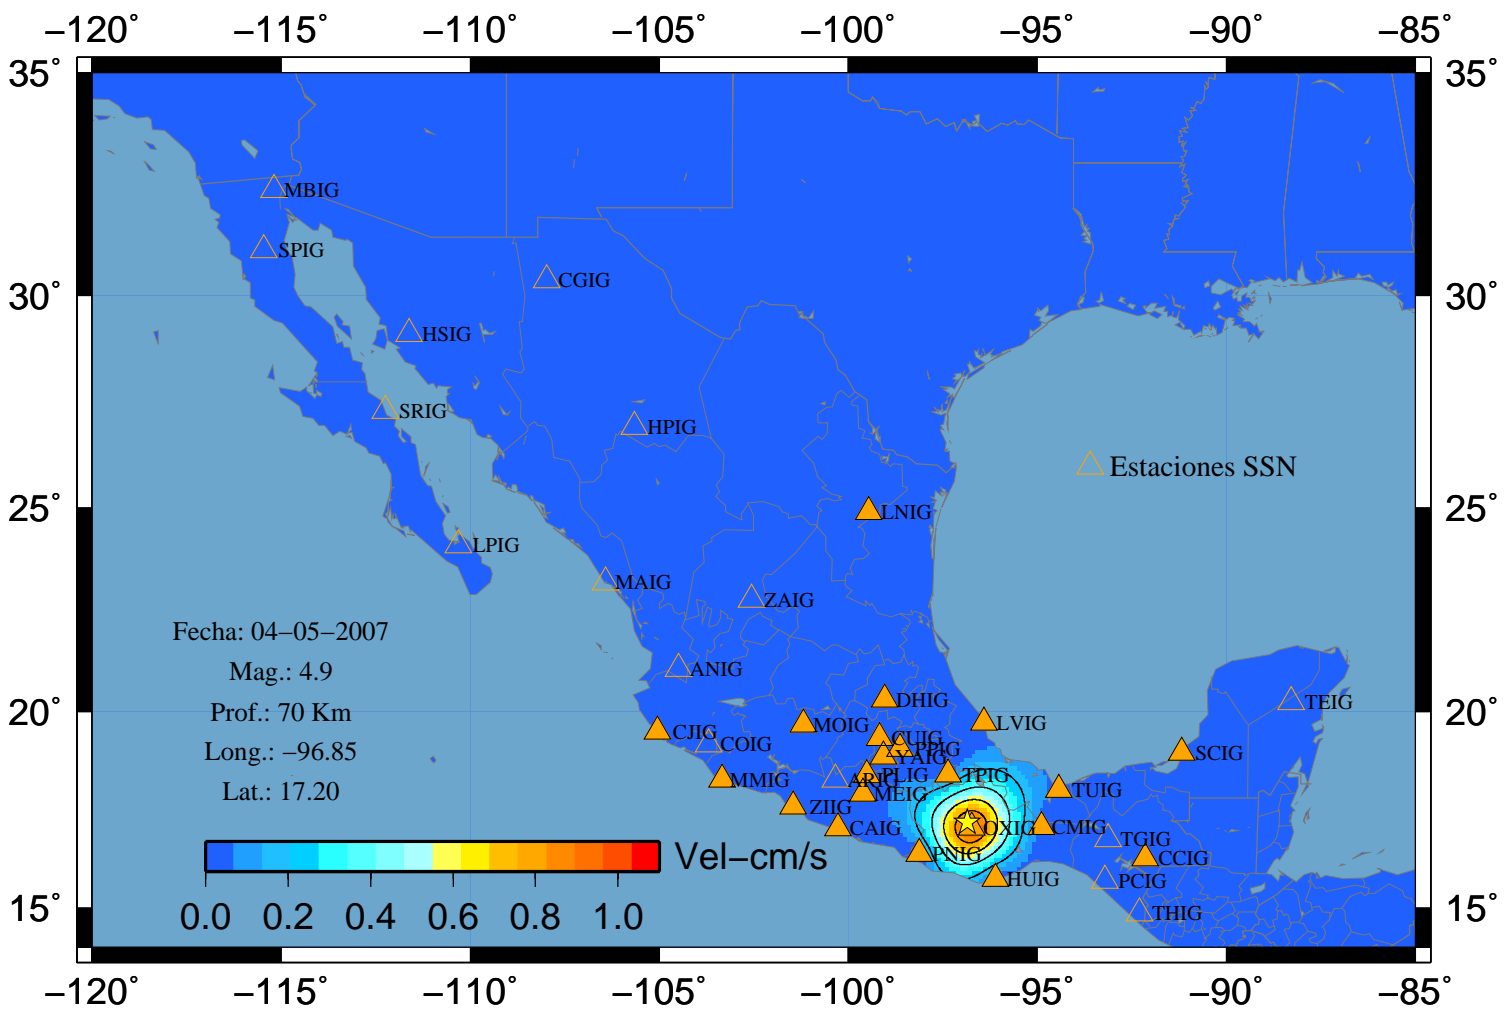 −120° −115° −110° −105° −100° −95° −90° −85°
35° 35°
MBIG
SPIG
CGIG
30° 30°
HSIG
SRIG
HPIG
Estaciones SSN
25° 25°
LNIG
LPIG
MAIG
ZAIG
Fecha: 04−05−2007
Mag.: 4.9
Prof.: 70 Km
Long.: −96.85
Lat.: 17.20
ANIG
DHIG
TEIG
20° 20°
MOIG
LVIG
CJIG
COIG
CUIG
PPIG
YAIG
SCIG
MMIG
ARIG
PLIG
TPIG
MEIG
TUIG
ZIIG
CAIG
OXIG
CMIG
TGIG
PNIG
CCIG
HUIG
PCIG
THIG
Vel−cm/s
0.0 0.2 0.4 0.6 0.8 1.0
15° 15°
−120° −115° −110° −105° −100° −95° −90° −85°